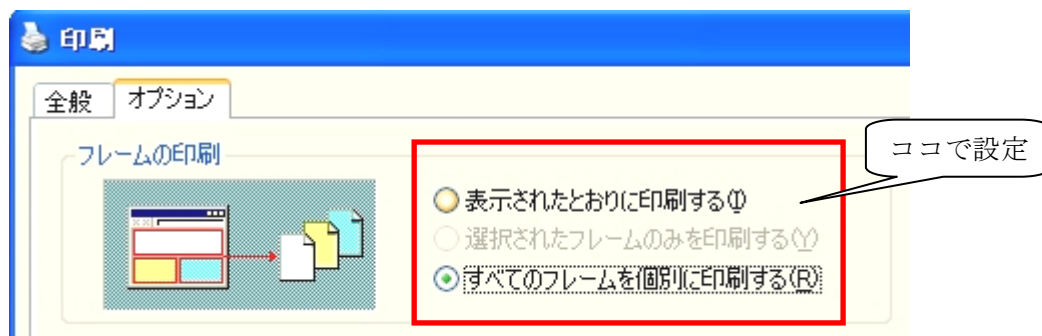 印刷
全般 オプション
フレームの印刷
ココで設定
表示されたとおりに印刷する(I)
選択されたフレームのみを印刷する(Y)
すべてのフレームを個別に印刷する(R)